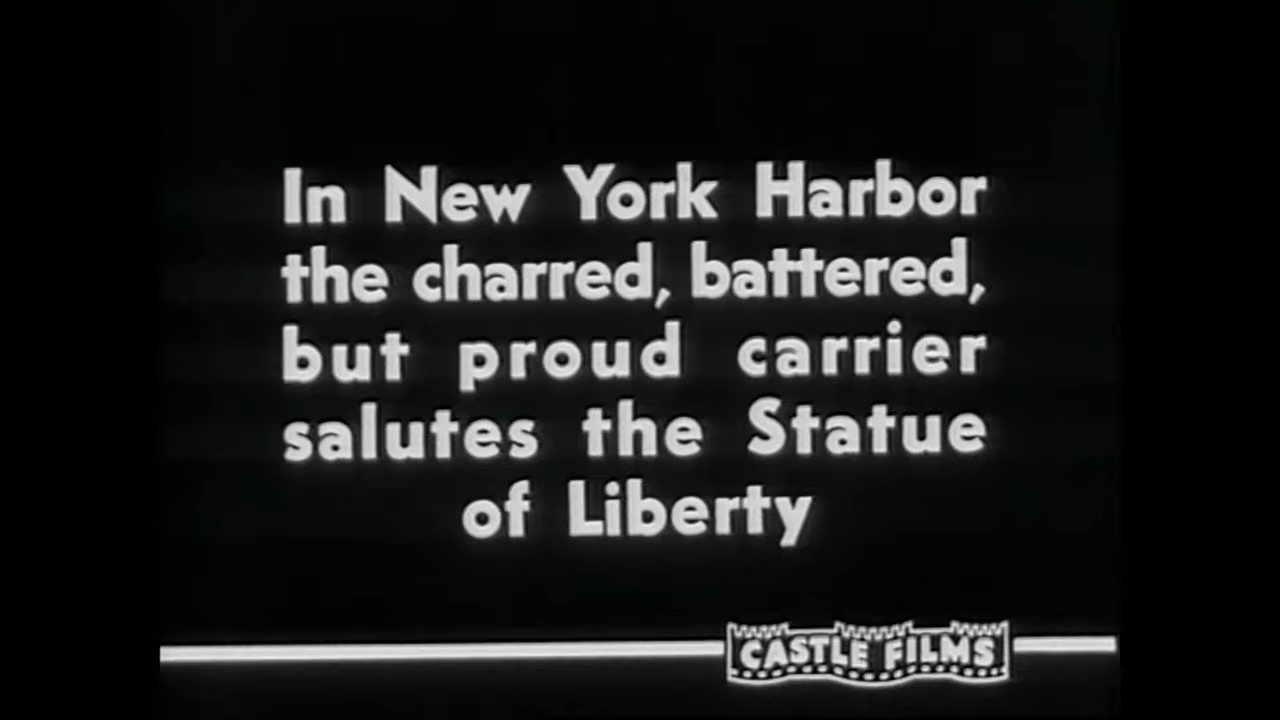 In New York Harbor
the charred, battered,
but proud carrier
salutes the Statue
of Liberty
CASTLE FILMS